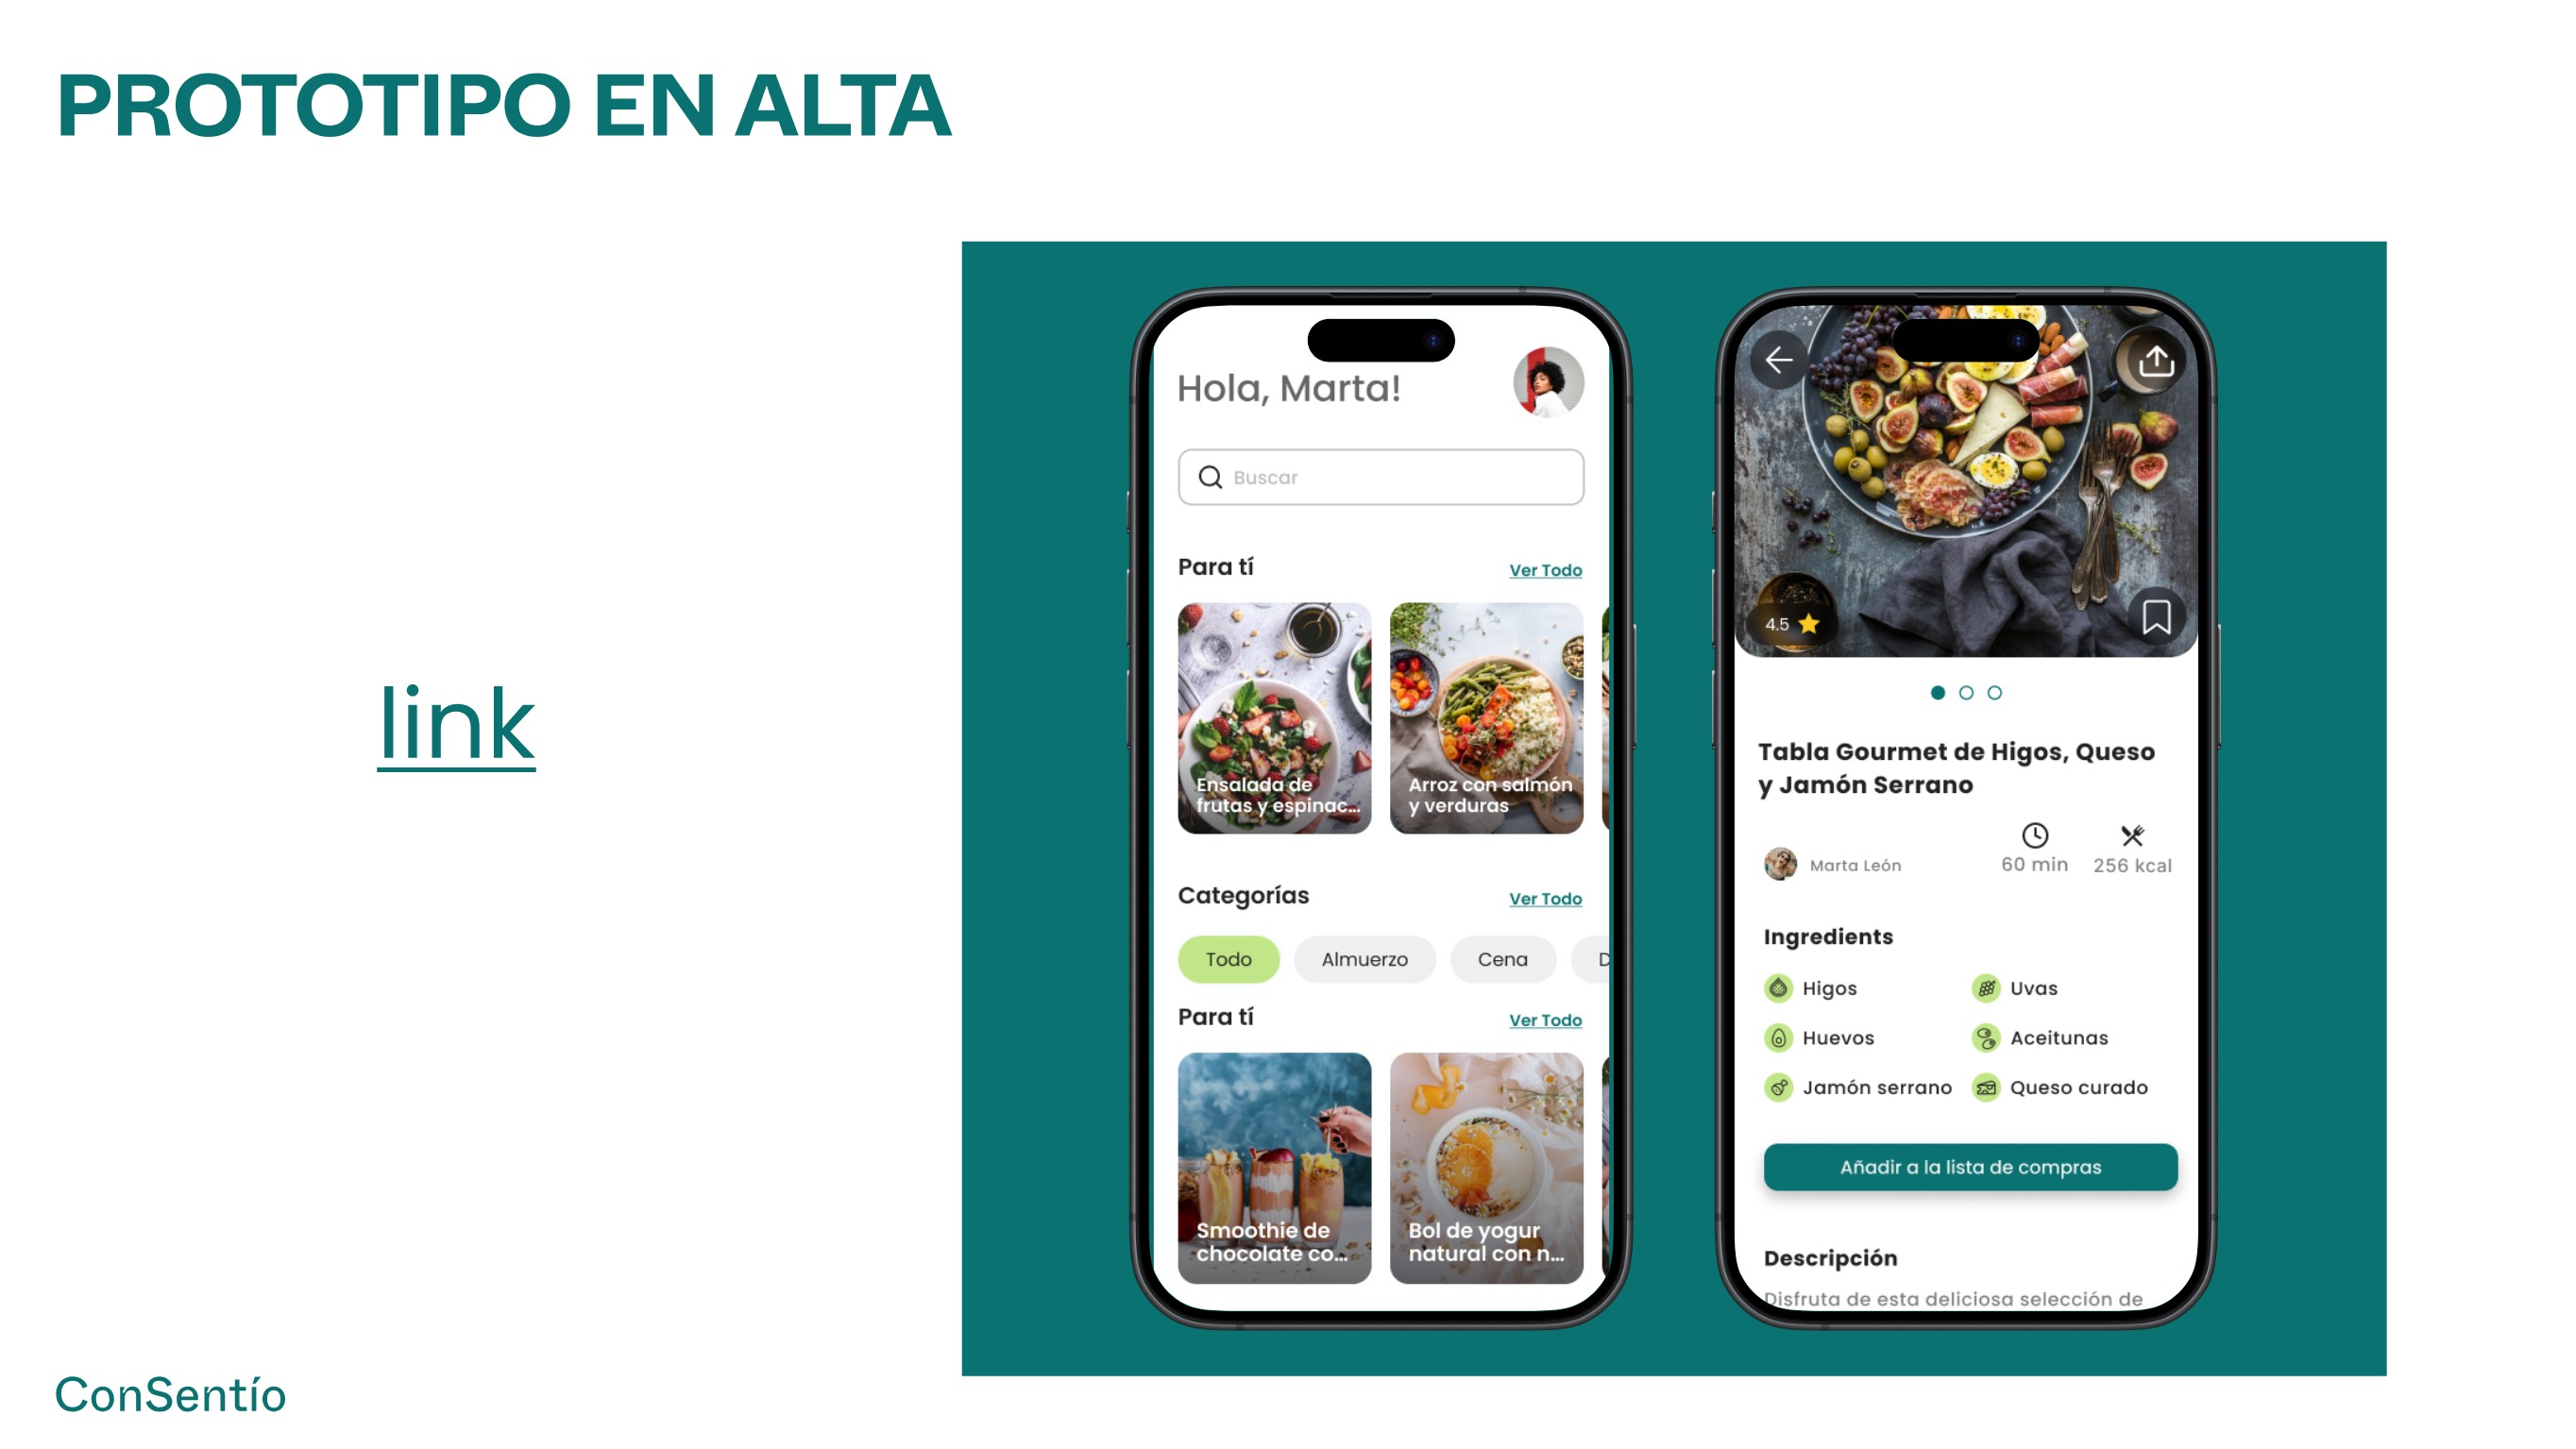 PROTOTIPO EN ALTA
link
Hola, Marta!
Buscar
Para tí
Ver Todo
Ensalada de
frutas y espinac...
Arroz con salmón
y verduras
Categorías
Ver Todo
Todo
Almuerzo
Cena
D
Para tí
Ver Todo
Smoothie de
chocolate co...
Bol de yogur
natural con n...
4.5
Tabla Gourmet de Higos, Queso
y Jamón Serrano
Marta León
60 min
256 kcal
Ingredients
Higos
Uvas
Huevos
Aceitunas
Jamón serrano
Queso curado
Añadir a la lista de compras
Descripción
Disfruta de esta deliciosa selección de
ConSentío